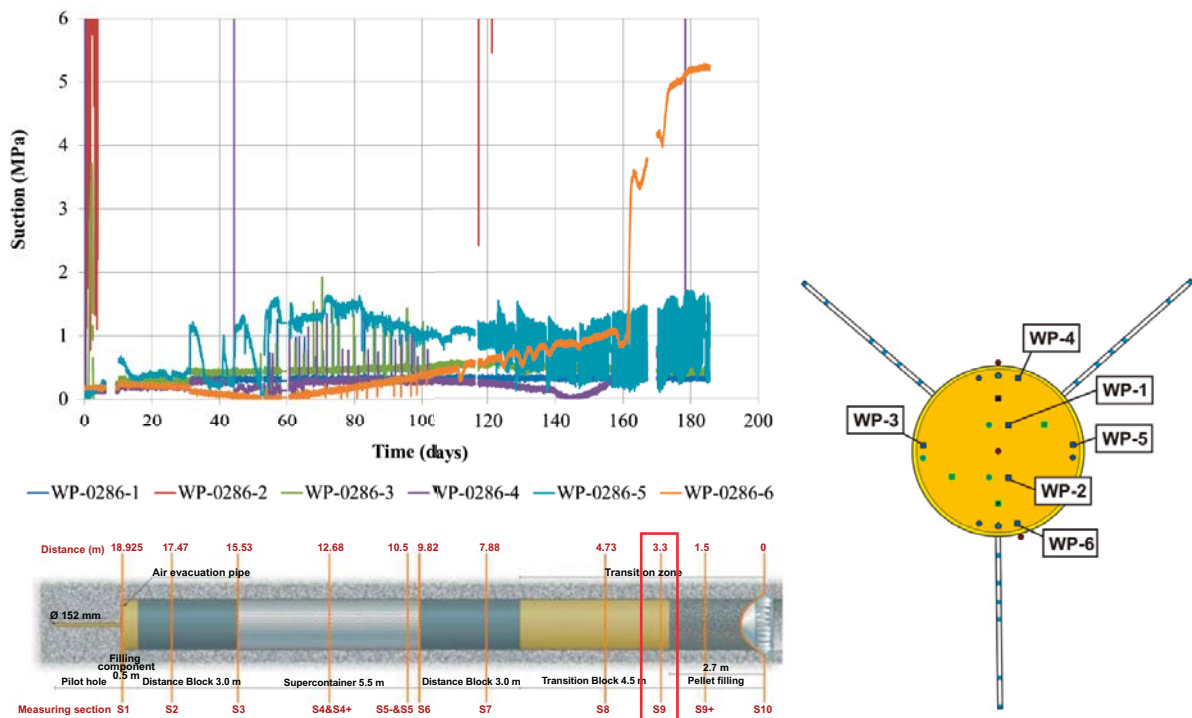 6
5
4
3
2
1
0
Suction (MPa)
0 20 40 60 80 100 120 140 160 180 200
Time (days)
WP-0286-1 WP-0286-2 WP-0286-3 WP-0286-4 WP-0286-5 WP-0286-6
Distance (m) 18.925 17.47 15.53 12.68 10.5 9.82 7.88 4.73 3.3 1.5 0
Air evacuation pipe
Transition zone
Ø 152 mm
Filling
component
0.5 m
2.7 m
Pilot hole Distance Block 3.0 m Supercontainer 5.5 m Distance Block 3.0 m Transition Block 4.5 m Pellet filling
Measuring section S1 S2 S3 S4&S4+ S5-&S5 S6 S7 S8 S9 S9+ S10
WP-4
WP-1
WP-3
WP-5
WP-2
WP-6